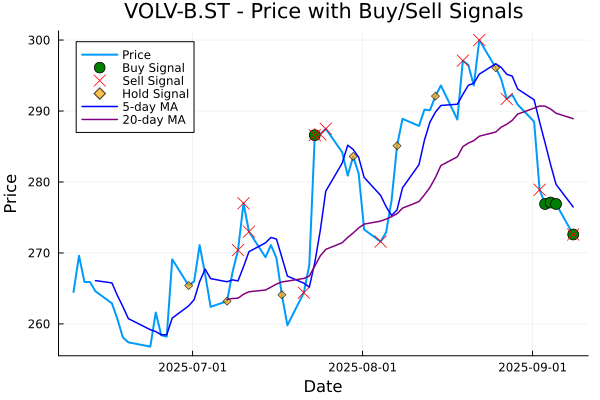 VOLV-B.ST - Price with Buy/Sell Signals
300
290
280
270
260
Price
Price
Buy Signal
Sell Signal
Hold Signal
5-day MA
20-day MA
2025-07-01
2025-08-01
2025-09-01
Date